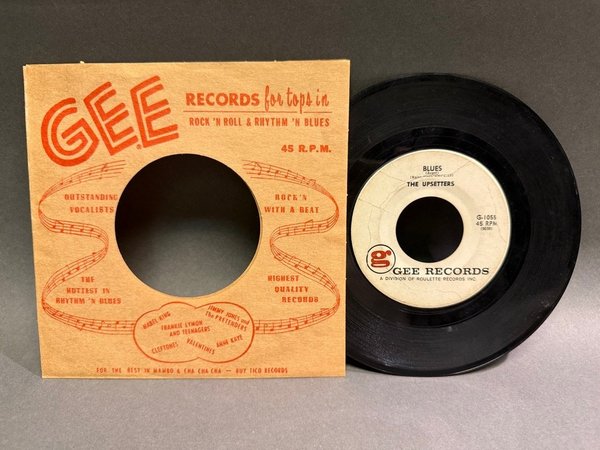 GEE
RECORDS for tops in
ROCK 'N ROLL & RHYTHM 'N BLUES
45 R.P.M.
OUTSTANDING
VOCALISTS
ROCK'N
WITH A BEAT
THE
HOTTEST IN
RHYTHM 'N BLUES
HIGHEST
QUALITY
RECORDS
MABEL KING
JIMMY JONES and
The PRETENDERS
FRANKIE LYMON
AND TEENAGERS
CLEFTONES
VALENTINES
ANNE KAYE
FOR THE BEST IN MAMBO & CHA CHA CHA — BUY TICO RECORDS
BLUES
THE UPSETTERS
G-1055
45 RPM
g
GEE RECORDS
A DIVISION OF ROULETTE RECORDS INC.